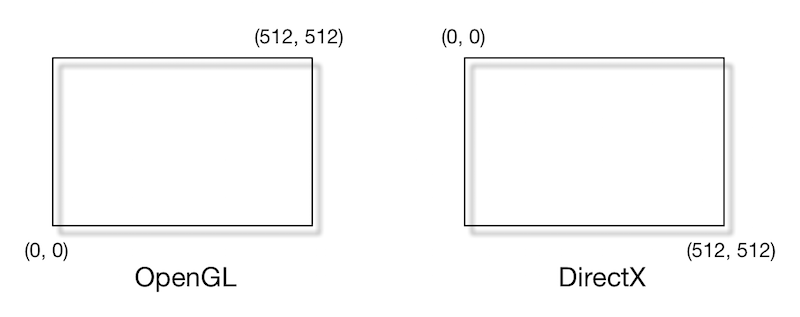 (512, 512)
(0, 0)
OpenGL
(0, 0)
(512, 512)
DirectX